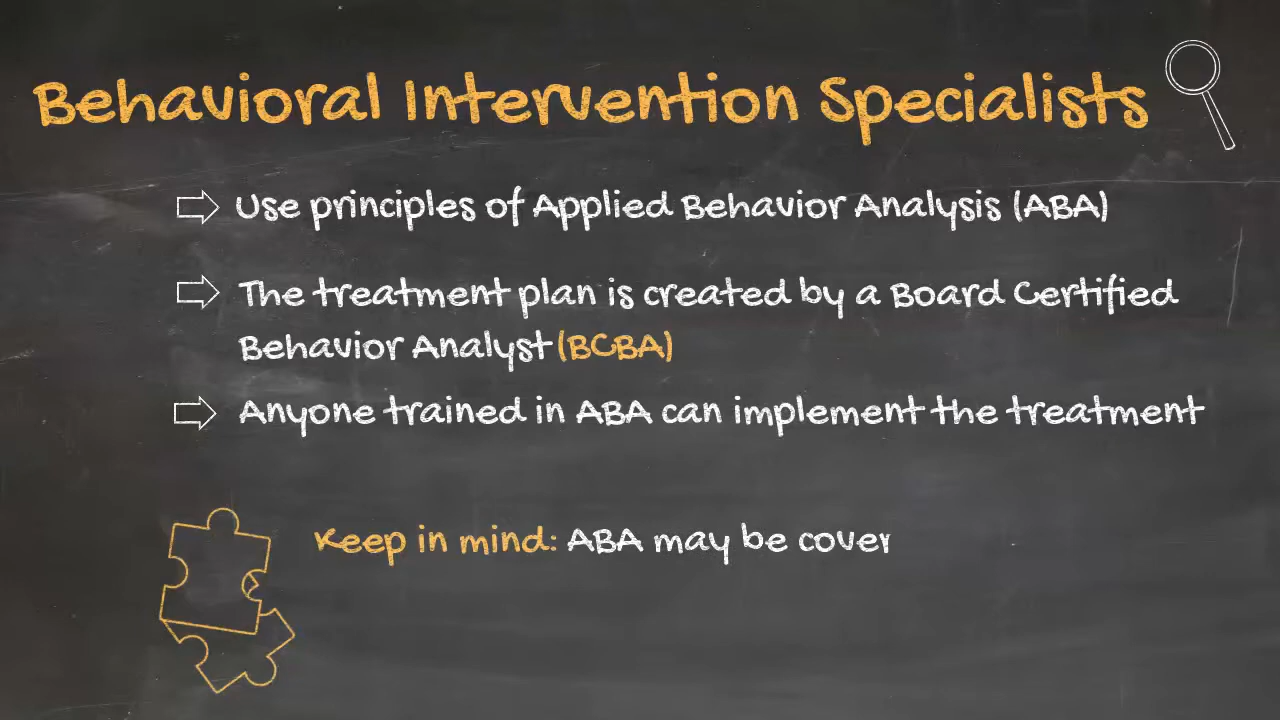 Behavioral Intervention Specialists
Use principles of Applied Behavior Analysis (ABA)
The treatment plan is created by a Board Certified
Behavior Analyst (BCBA)
Anyone trained in ABA can implement the treatment
Keep in mind: ABA may be cover